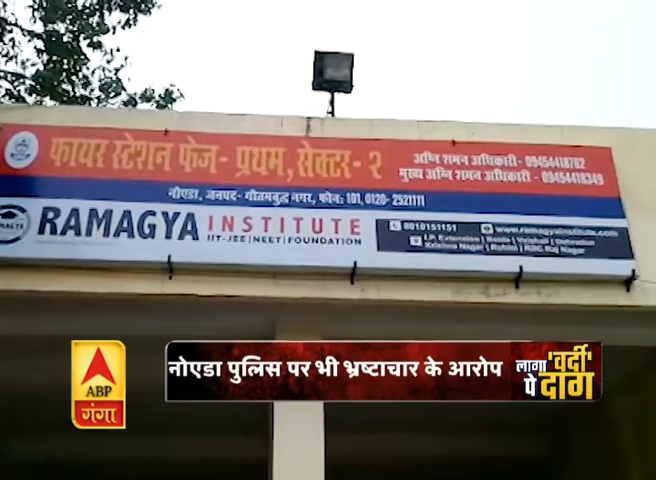 फायर स्टेशन फेज- प्रथम, सेक्टर- २
अग्नि शमन अधिकारी - 09454418782
मुख्य अग्नि शमन अधिकारी - 09454418349
नौएडा, जनपद- गौतमबुद्ध नगर, फोन: 101, 0120- 2521111
RAMAGYA INSTITUTE
IIT-JEE|NEET|FOUNDATION
8010151151
www.ramagyainstitute.com
J.P. Extension | Noida | Vaishali | Dehradun
Krishna Nagar | Rohini | RDC Raj Nagar
नोएडा पुलिस पर भी भ्रष्टाचार के आरोप
लागा 'वर्दी' पे दाग
ABP
गंगा